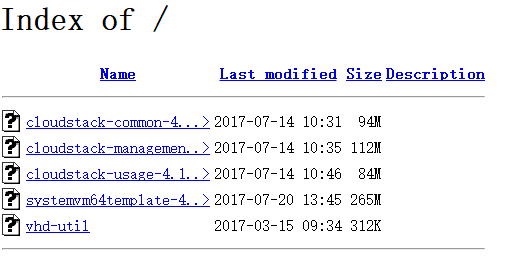 Index of /
Name Last modified Size Description
cloudstack-common-4...> 2017-07-14 10:31 94M
cloudstack-managemen..> 2017-07-14 10:35 112M
cloudstack-usage-4.1..> 2017-07-14 10:46 84M
systemvm64template-4..> 2017-07-20 13:45 265M
vhd-util 2017-03-15 09:34 312K